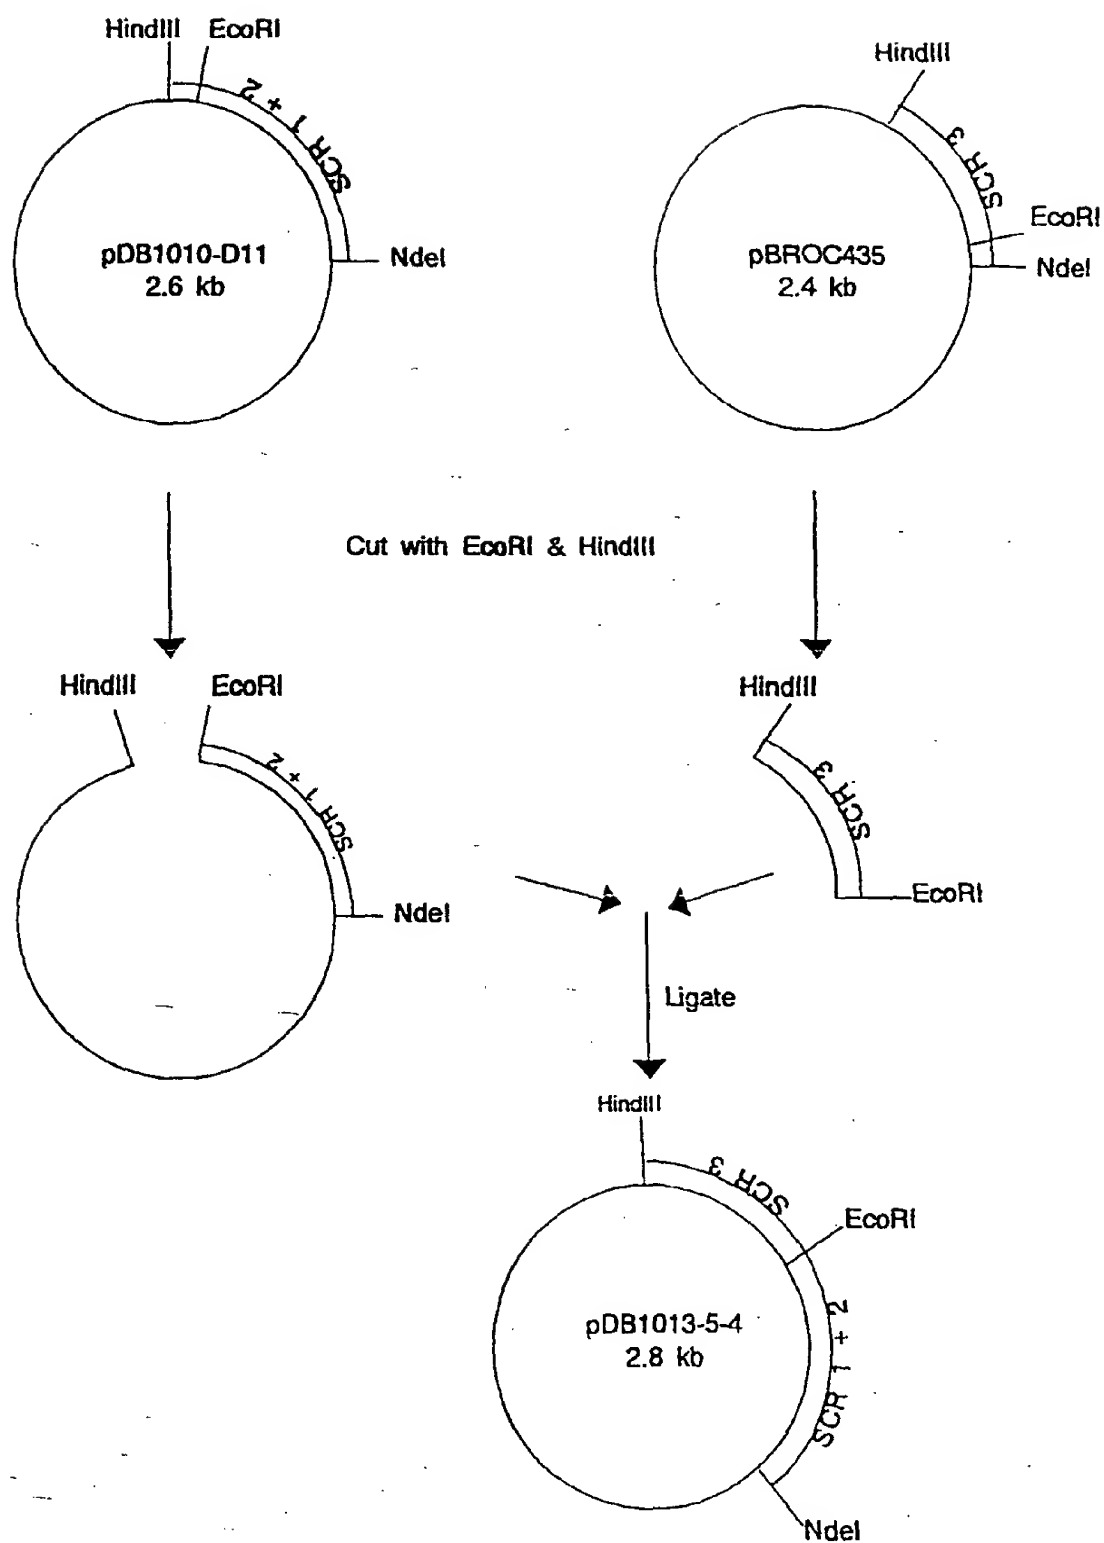 HindIII
EcoRI
SCR 1 + 2
NdeI
pDB1010-D11
2.6 kb
HindIII
SCR 3
EcoRI
NdeI
pBROC435
2.4 kb
Cut with EcoRI & HindIII
HindIII
EcoRI
SCR 1 + 2
NdeI
HindIII
SCR 3
EcoRI
Ligate
HindIII
SCR 3
EcoRI
SCR 1 + 2
NdeI
pDB1013-5-4
2.8 kb